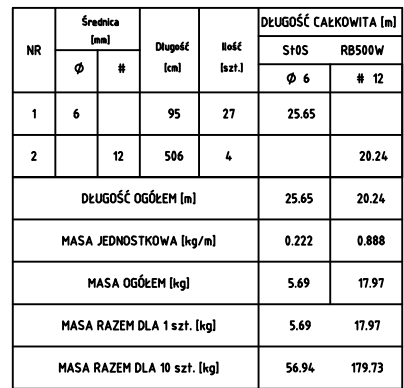 NR Średnica [mm] Długość [cm] Ilość [szt.] DŁUGOŚĆ CAŁKOWITA [m]
St0S RB500W
Ø # Ø 6 # 12
1 6 95 27 25.65
2 12 506 4 20.24
DŁUGOŚĆ OGÓŁEM [m] 25.65 20.24
MASA JEDNOSTKOWA [kg/m] 0.222 0.888
MASA OGÓŁEM [kg] 5.69 17.97
MASA RAZEM DLA 1 szt. [kg] 5.69 17.97
MASA RAZEM DLA 10 szt. [kg] 56.94 179.73